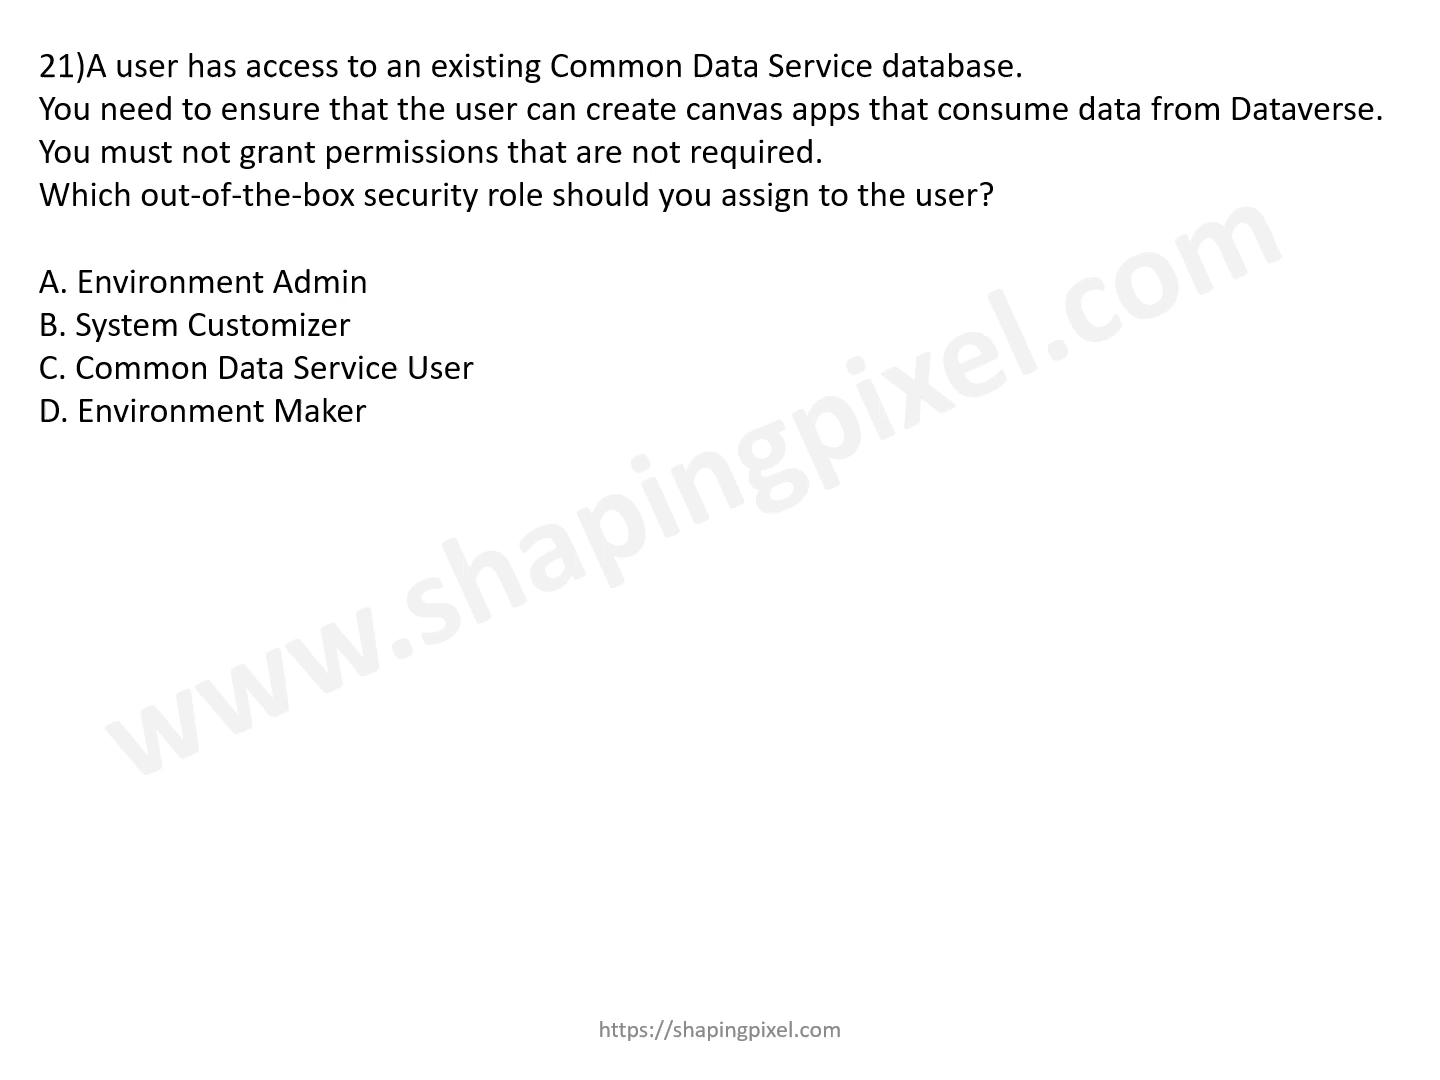 21)A user has access to an existing Common Data Service database.
You need to ensure that the user can create canvas apps that consume data from Dataverse.
You must not grant permissions that are not required.
Which out-of-the-box security role should you assign to the user?
A. Environment Admin
B. System Customizer
C. Common Data Service User
D. Environment Maker
www.shapingpixel.com
https://shapingpixel.com